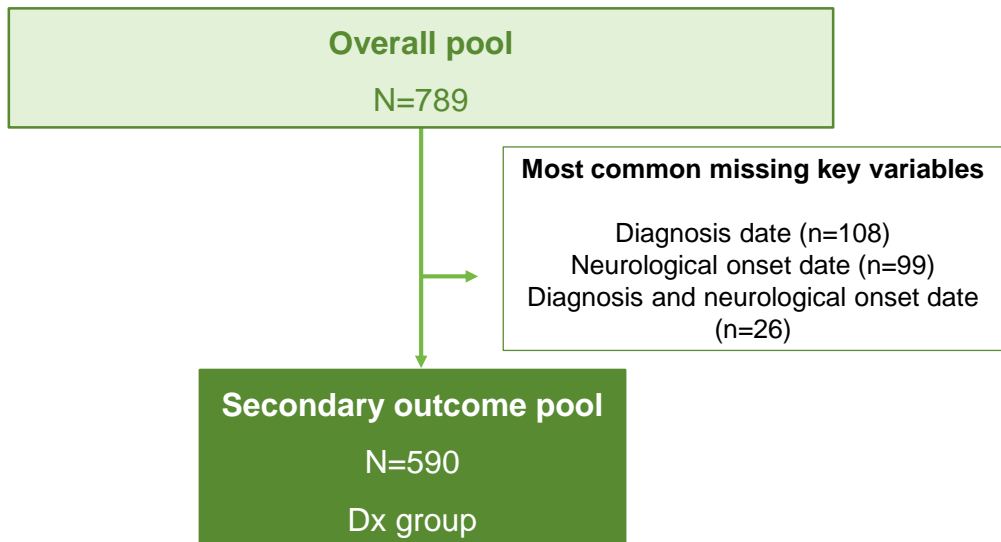 Overall pool
N=789
Most common missing key variables
Diagnosis date (n=108)
Neurological onset date (n=99)
Diagnosis and neurological onset date
(n=26)
Secondary outcome pool
N=590
Dx group